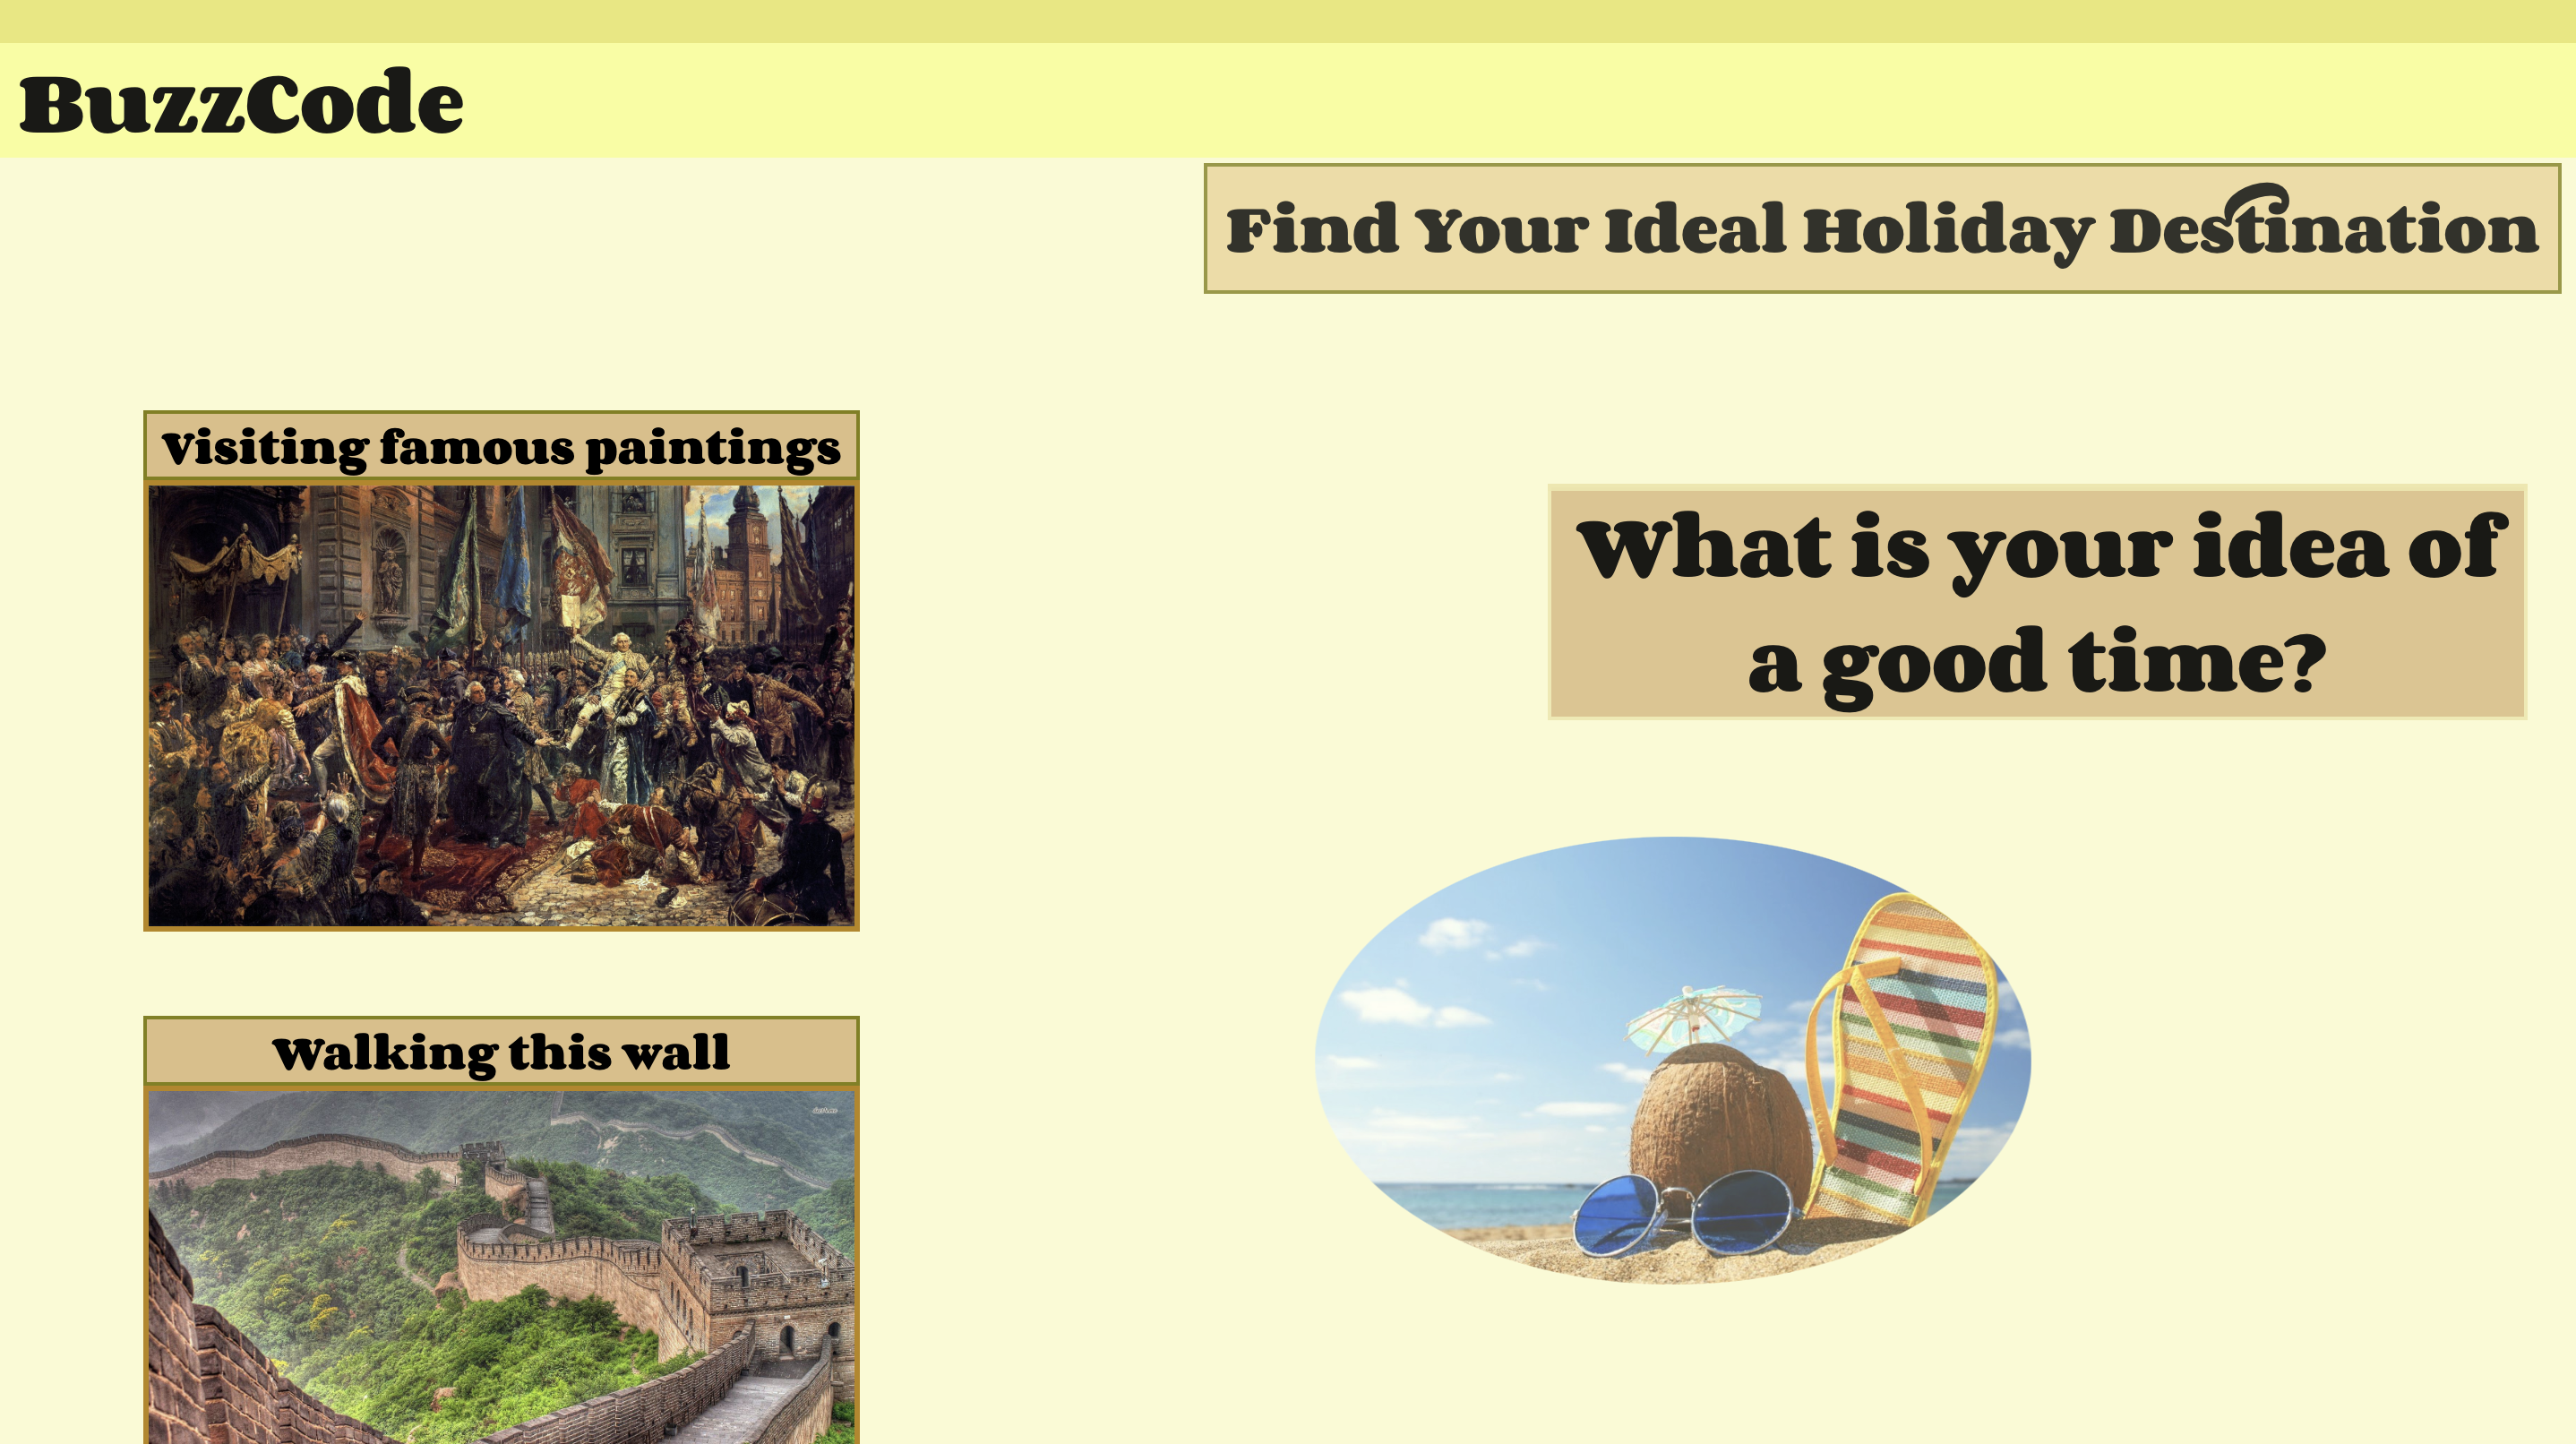 BuzzCode
Find Your Ideal Holiday Destination
Visiting famous paintings
What is your idea of
a good time?
Walking this wall